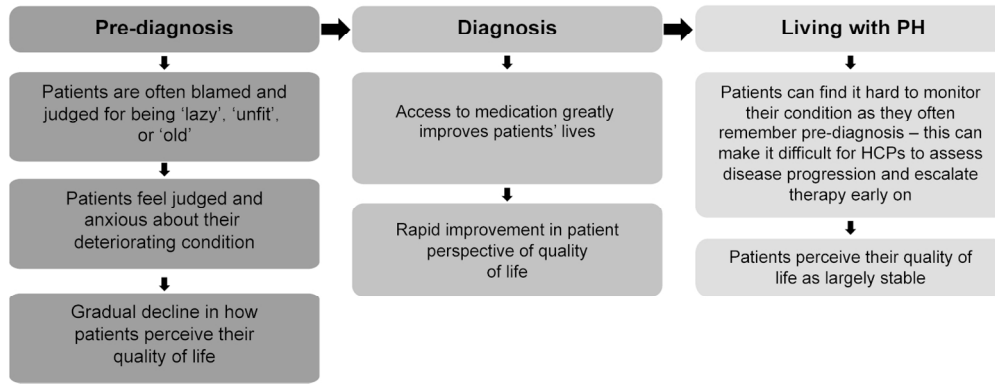 Pre-diagnosis
Patients are often blamed and
judged for being ‘lazy’, ‘unfit’,
or ‘old’
Patients feel judged and
anxious about their
deteriorating condition
Gradual decline in how
patients perceive their
quality of life
Diagnosis
Access to medication greatly
improves patients’ lives
Rapid improvement in patient
perspective of quality
of life
Living with PH
Patients can find it hard to monitor
their condition as they often
remember pre-diagnosis – this can
make it difficult for HCPs to assess
disease progression and escalate
therapy early on
Patients perceive their quality of
life as largely stable